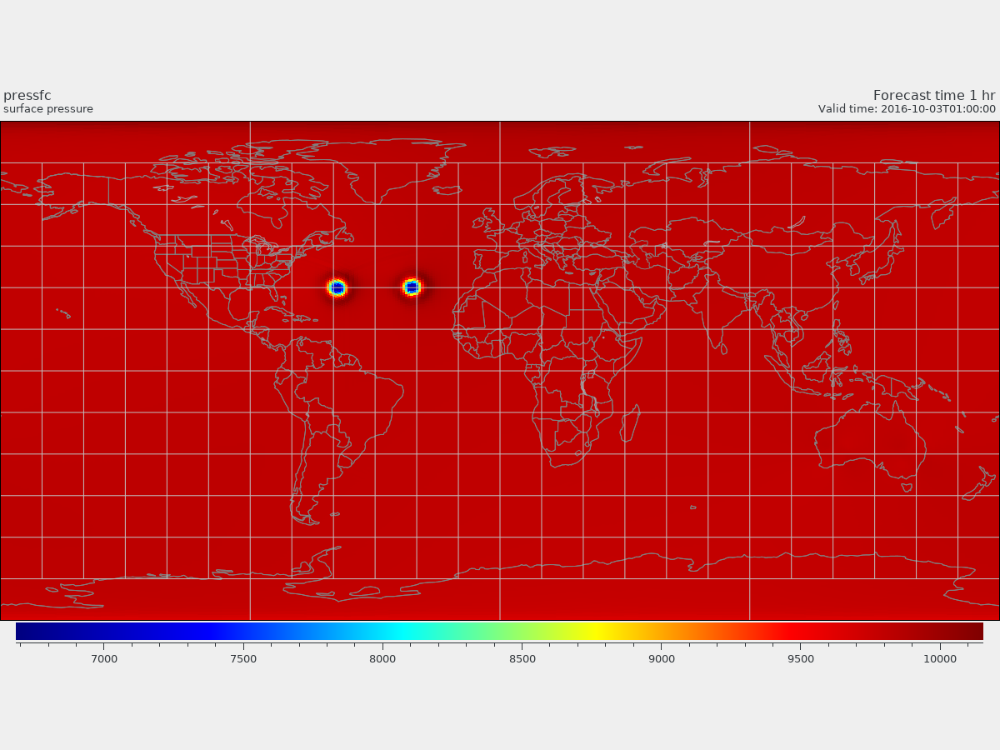 pressfc
surface pressure
Forecast time 1 hr
Valid time: 2016-10-03T01:00:00
7000 7500 8000 8500 9000 9500 10000